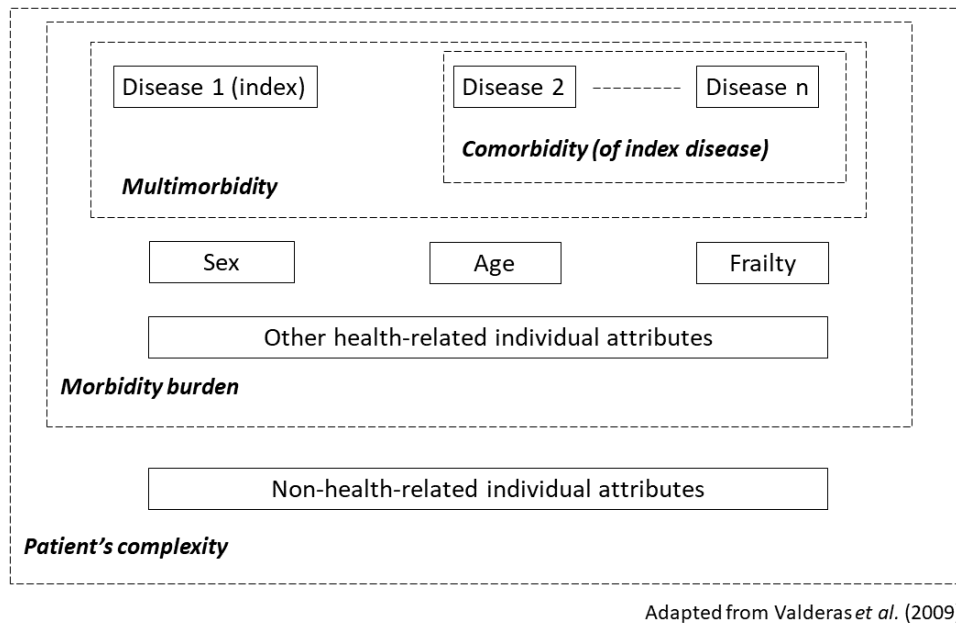 Disease 1 (index)
Disease 2
Disease n
Comorbidity (of index disease)
Multimorbidity
Sex
Age
Frailty
Other health-related individual attributes
Morbidity burden
Non-health-related individual attributes
Patient’s complexity
Adapted from Valderas et al. (2009)